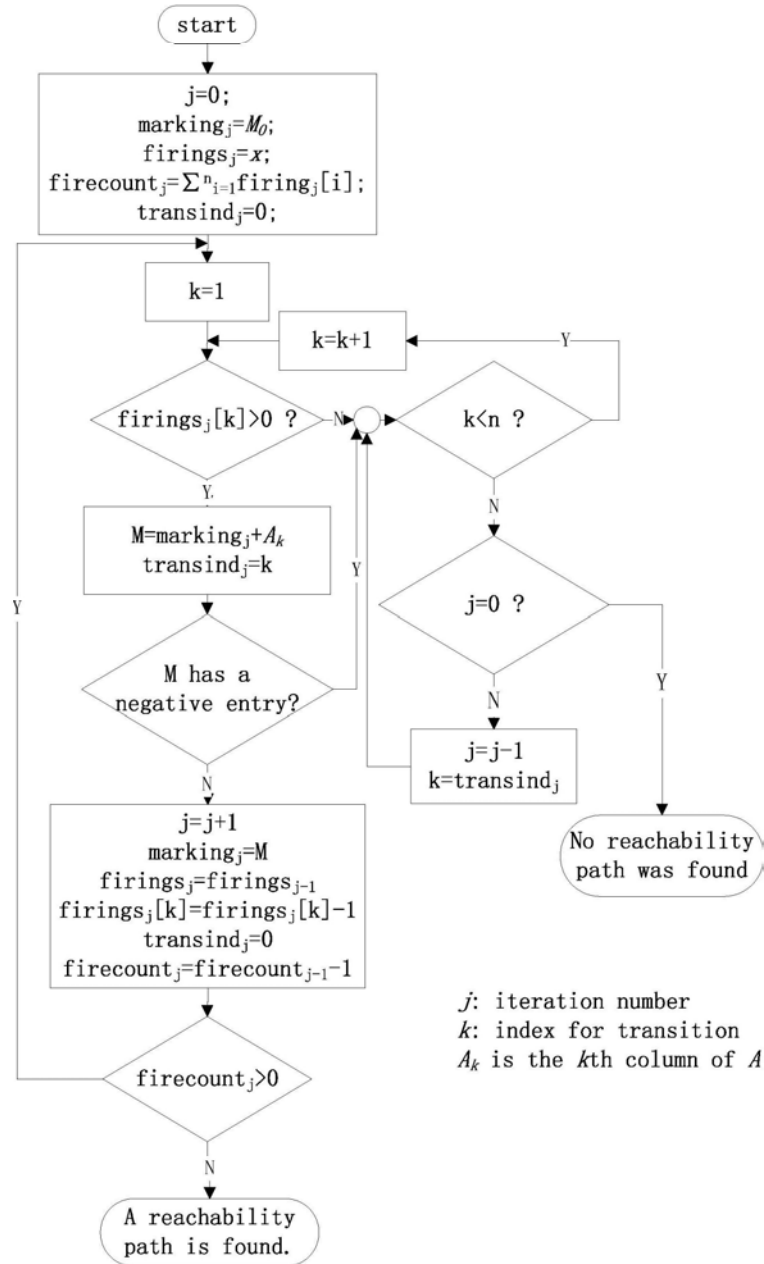 start
j=0;
markingⱼ=M₀;
firingsⱼ=x;
firecountⱼ=∑ⁿᵢ₌₁firingⱼ[i];
transindⱼ=0;
k=1
k=k+1
Y
firingsⱼ[k]>0 ?
N
k<n ?
Y
N
M=markingⱼ+Aₖ
transindⱼ=k
Y
Y
j=0 ?
M has a
negative entry?
Y
N
N
j=j-1
k=transindⱼ
j=j+1
markingⱼ=M
firingsⱼ=firingsⱼ₋₁
firingsⱼ[k]=firingsⱼ[k]-1
transindⱼ=0
firecountⱼ=firecountⱼ₋₁-1
No reachability
path was found
j: iteration number
k: index for transition
Aₖ is the kth column of A
firecountⱼ>0
N
A reachability
path is found.